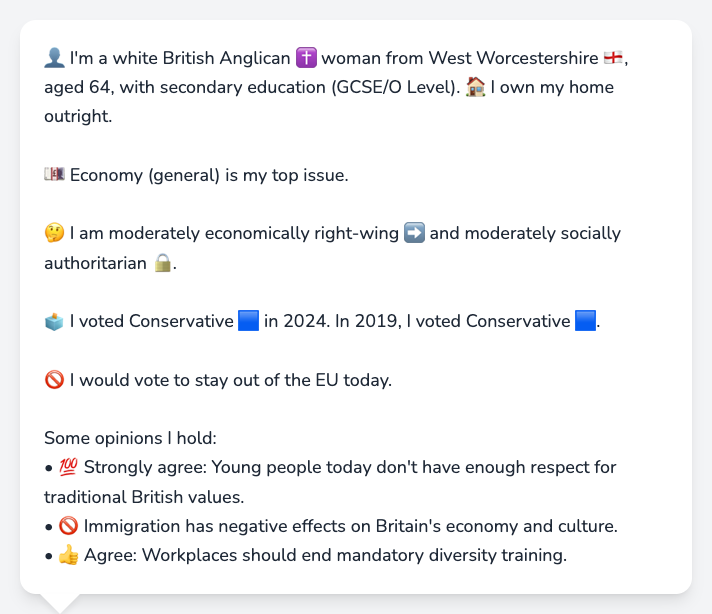 👤 I'm a white British Anglican ✝️ woman from West Worcestershire 🏴󠁧󠁢󠁥󠁮󠁧󠁿,
aged 64, with secondary education (GCSE/O Level). 🏠 I own my home
outright.
💷 Economy (general) is my top issue.
🤔 I am moderately economically right-wing ➡️ and moderately socially
authoritarian 🔒.
🗳️ I voted Conservative 🟦 in 2024. In 2019, I voted Conservative 🟦.
🚫 I would vote to stay out of the EU today.
Some opinions I hold:
• 💯 Strongly agree: Young people today don't have enough respect for
traditional British values.
• 🚫 Immigration has negative effects on Britain's economy and culture.
• 👍 Agree: Workplaces should end mandatory diversity training.